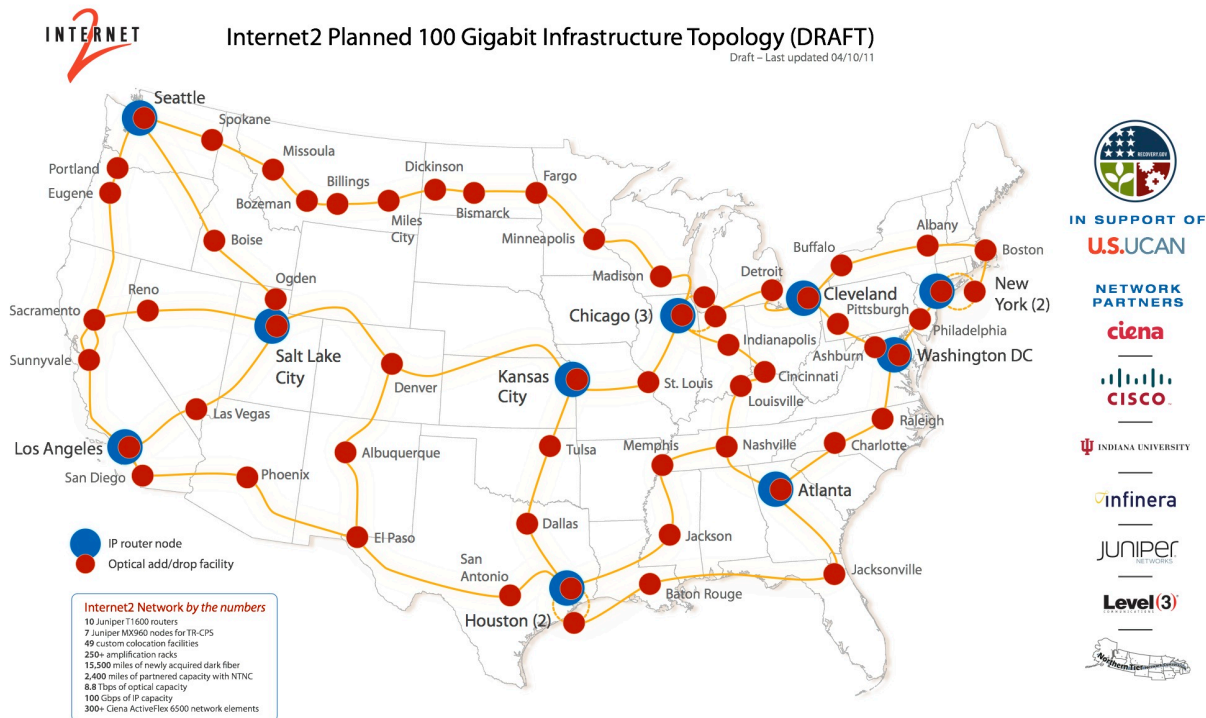 INTERNET
2
Internet2 Planned 100 Gigabit Infrastructure Topology (DRAFT)
Draft – Last updated 04/10/11
Seattle
Spokane
Missoula
Portland
Eugene
Bozeman
Billings
Miles
City
Dickinson
Bismarck
Fargo
Minneapolis
Madison
Boise
Ogden
Reno
Sacramento
Sunnyvale
Salt Lake
City
Las Vegas
Los Angeles
San Diego
Phoenix
Denver
Albuquerque
El Paso
Kansas
City
Tulsa
Dallas
San
Antonio
Houston (2)
Chicago (3)
Detroit
Indianapolis
Cincinnati
Louisville
St. Louis
Memphis
Nashville
Jackson
Baton Rouge
Jacksonville
Atlanta
Charlotte
Raleigh
Cleveland
Pittsburgh
Buffalo
Albany
Boston
New
York (2)
Philadelphia
Ashburn
Washington DC
IP router node
Optical add/drop facility
Internet2 Network by the numbers
10 Juniper T1600 routers
7 Juniper MX960 nodes for TR-CPS
49 custom colocation facilities
250+ amplification racks
15,500 miles of newly acquired dark fiber
2,400 miles of partnered capacity with NTNC
8.8 Tbps of optical capacity
100 Gbps of IP capacity
300+ Ciena ActiveFlex 6500 network elements
RECOVERY.GOV
IN SUPPORT OF
U.S.UCAN
NETWORK
PARTNERS
ciena
CISCO
INDIANA UNIVERSITY
infinera
JUNIPER
NETWORKS
Level(3)
COMMUNICATIONS
Northern Tier